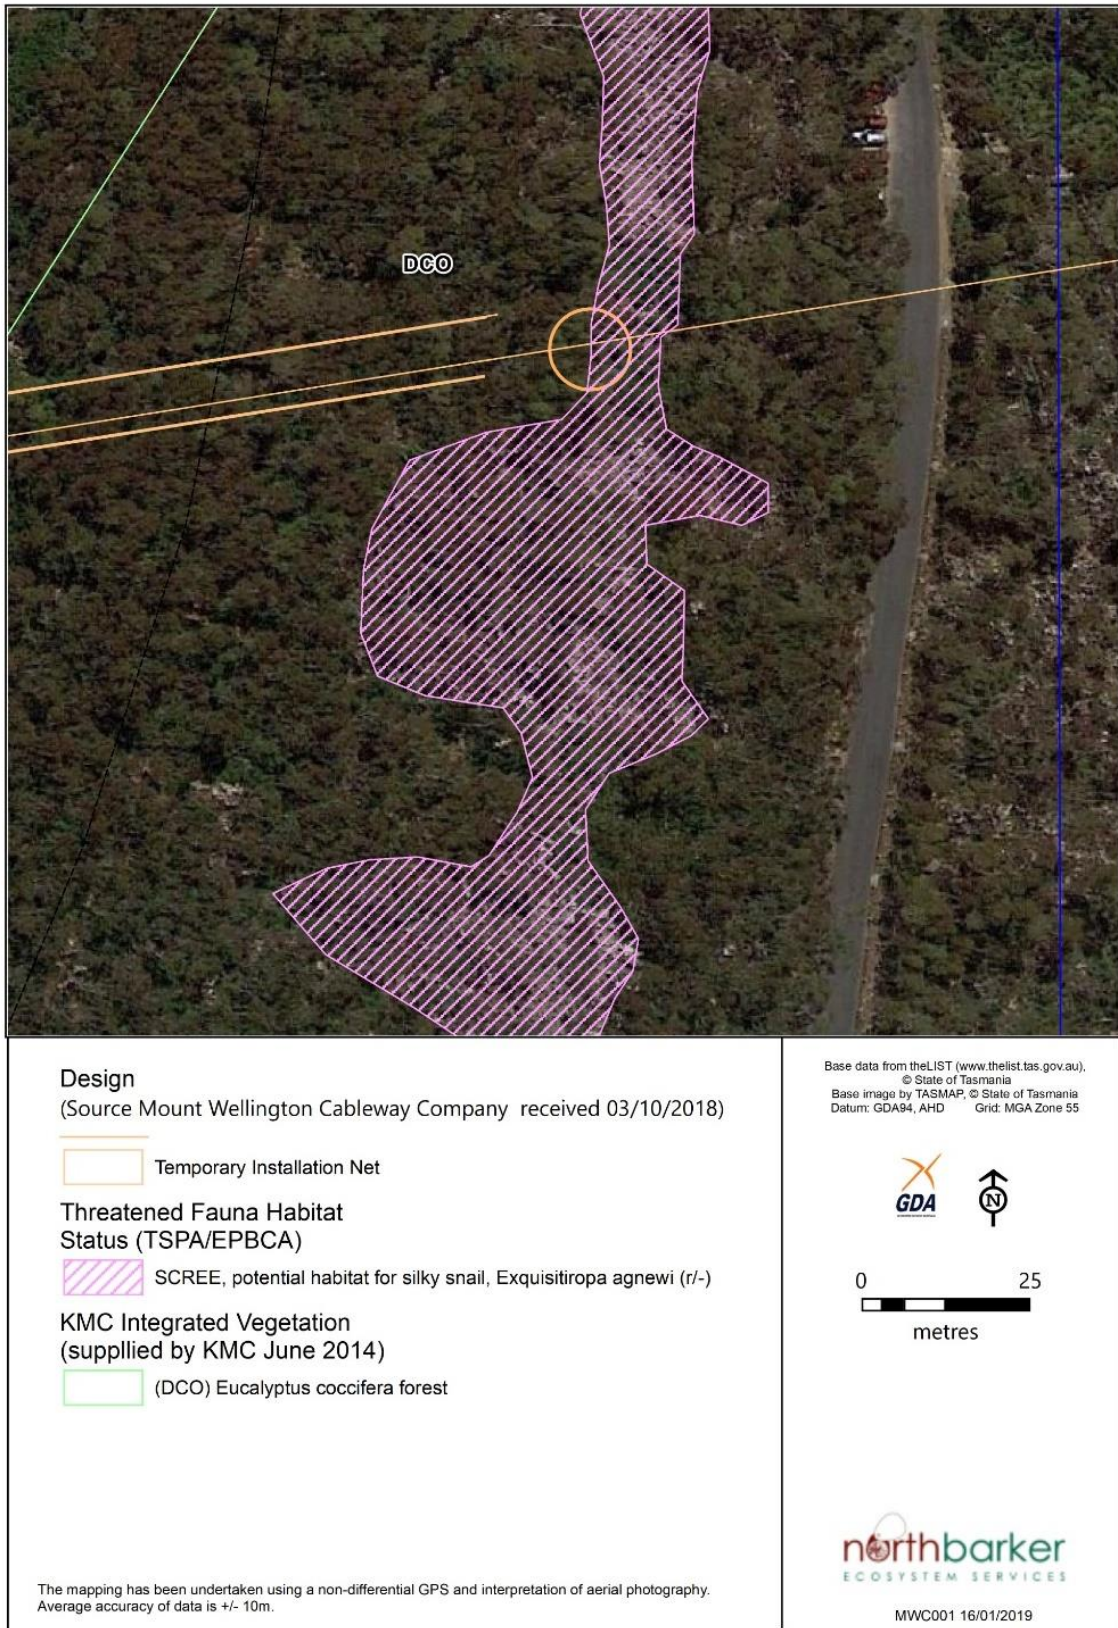 DCO
Design
(Source Mount Wellington Cableway Company received 03/10/2018)
Temporary Installation Net
Threatened Fauna Habitat
Status (TSPA/EPBCA)
SCREE, potential habitat for silky snail, Exquisitiropa agnewi (r/-)
KMC Integrated Vegetation
(suppllied by KMC June 2014)
(DCO) Eucalyptus coccifera forest
The mapping has been undertaken using a non-differential GPS and interpretation of aerial photography.
Average accuracy of data is +/- 10m.
Base data from theLIST (www.thelist.tas.gov.au),
© State of Tasmania
Base image by TASMAP, © State of Tasmania
Datum: GDA94, AHD Grid: MGA Zone 55
GDA
N
0 25
metres
northbarker
ECOSYSTEM SERVICES
MWC001 16/01/2019